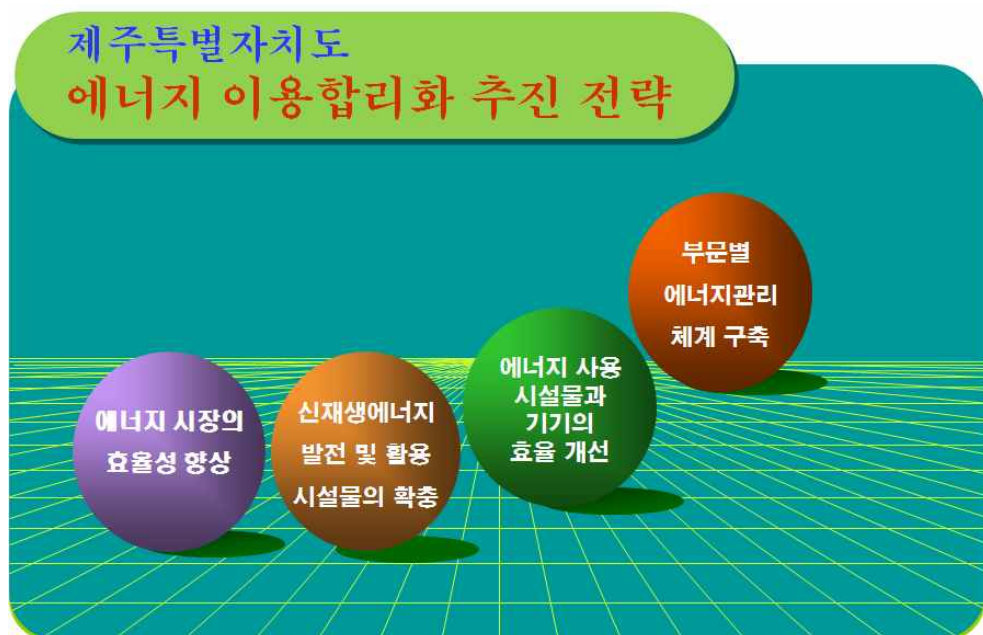 제주특별자치도
에너지 이용합리화 추진 전략
에너지 시장의
효율성 향상
신재생에너지
발전 및 활용
시설물의 확충
에너지 사용
시설물과
기기의
효율 개선
부문별
에너지관리
체계 구축